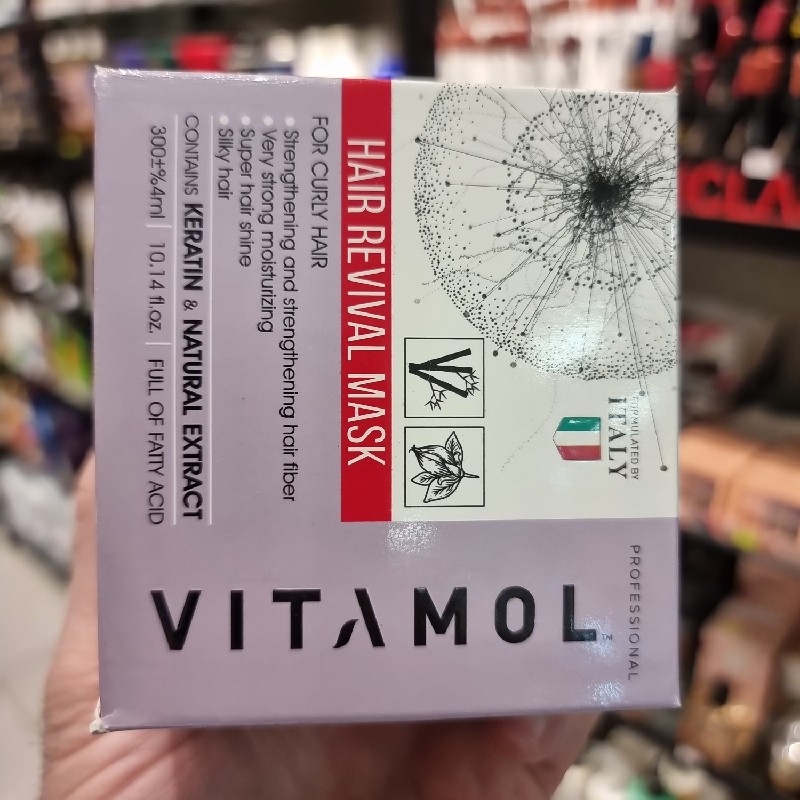 FORMULATED BY
ITALY
HAIR REVIVAL MASK
FOR CURLY HAIR
• Strengthening and strengthening hair fiber
• Very strong moisturizing
• Super hair shine
• Silky hair
CONTAINS KERATIN & NATURAL EXTRACT
300±%4ml | 10.14 fl.oz. | FULL OF FATTY ACID
PROFESSIONAL
VITAMOL™